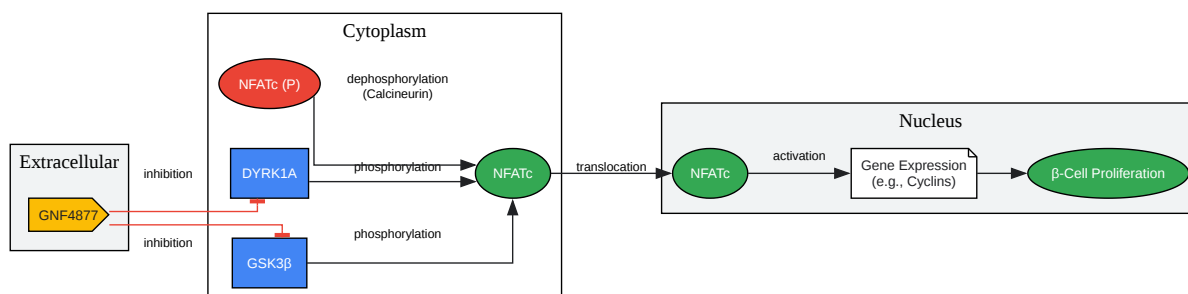 Cytoplasm
NFATc (P)
dephosphorylation
(Calcineurin)
Nucleus
Extracellular
inhibition
DYRK1A
phosphorylation
NFATc
translocation
NFATc
activation
Gene Expression
(e.g., Cyclins)
β-Cell Proliferation
GNF4877
inhibition
phosphorylation
GSK3β